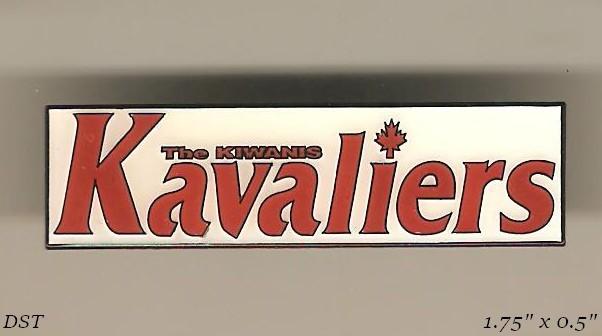 The KIWANIS
Kavaliers
DST
1.75" x 0.5"